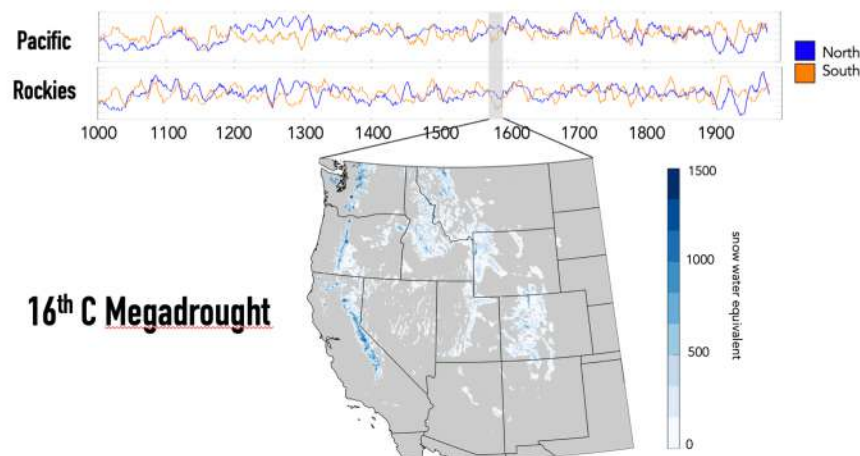 Pacific
North
South
Rockies
1000 1100 1200 1300 1400 1500 1600 1700 1800 1900
1500
1000
500
0
snow water equivalent
16th C Megadrought